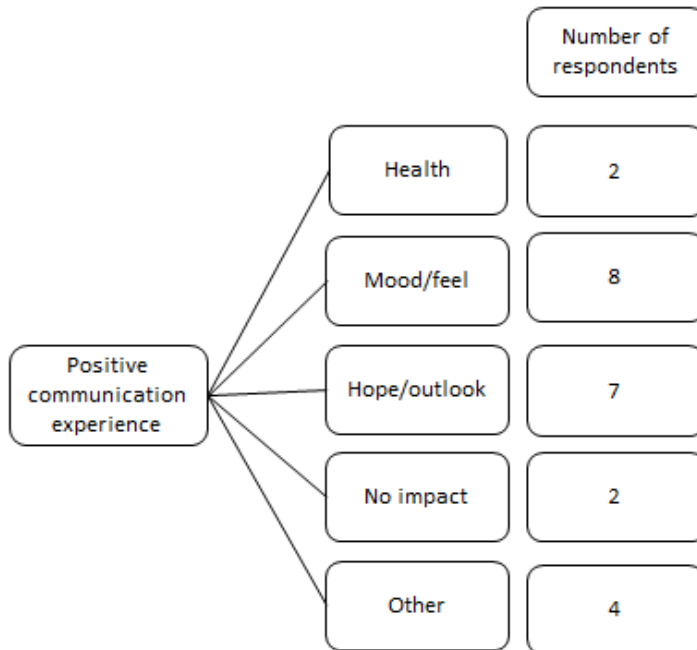 Number of
respondents
Health
2
Mood/feel
8
Positive
communication
experience
Hope/outlook
7
No impact
2
Other
4